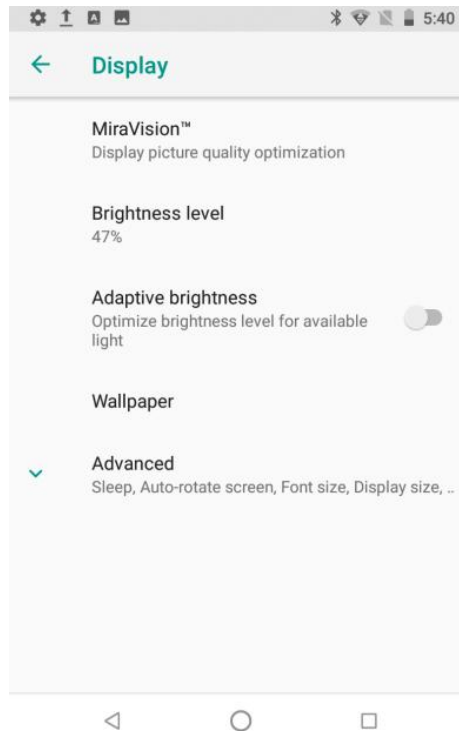 5:40
Display
MiraVision™
Display picture quality optimization
Brightness level
47%
Adaptive brightness
Optimize brightness level for available
light
Wallpaper
Advanced
Sleep, Auto-rotate screen, Font size, Display size, ..